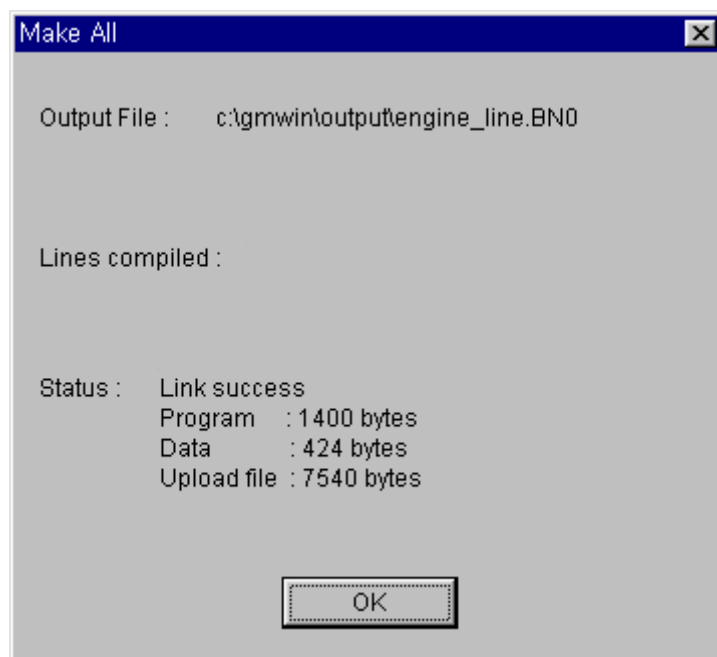 Make All
Output File : c:\gmwin\output\engine_line.BN0
Lines compiled :
Status : Link success
Program : 1400 bytes
Data : 424 bytes
Upload file : 7540 bytes
OK